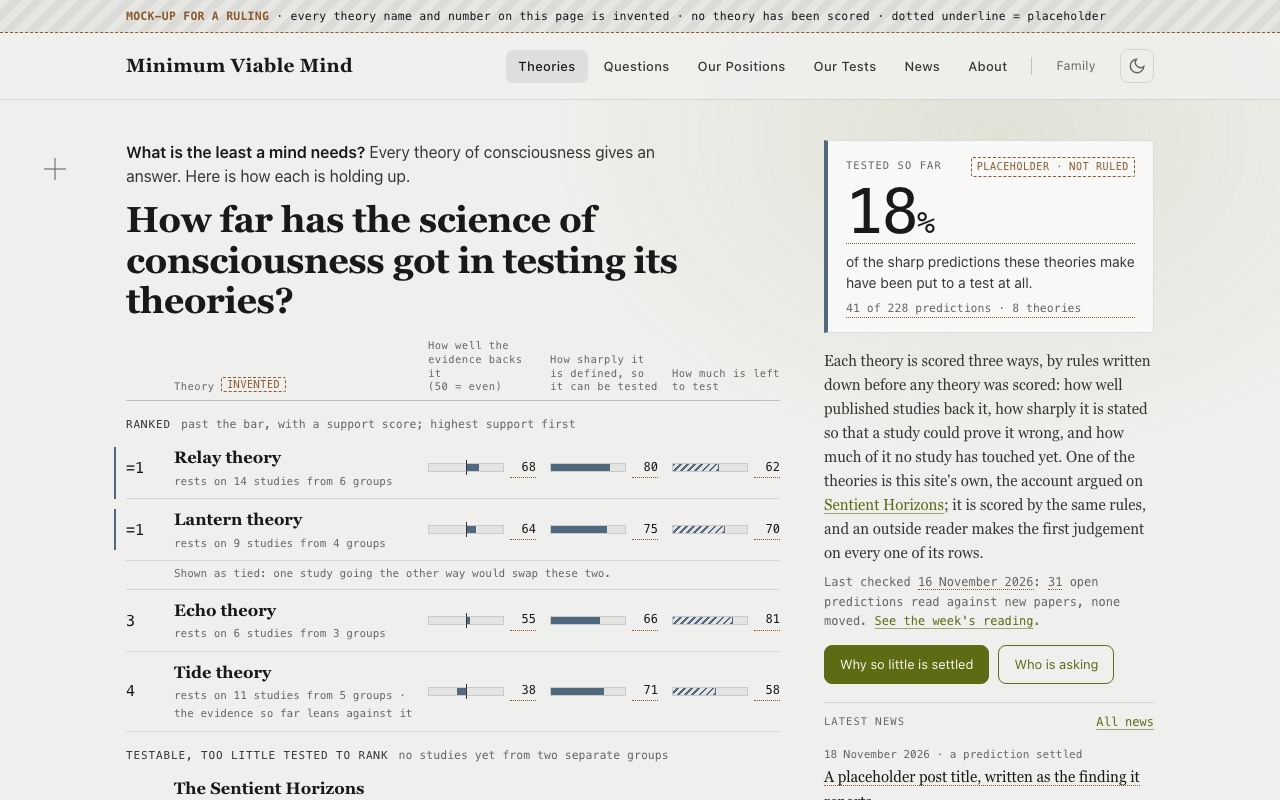 MOCK-UP FOR A RULING · every theory name and number on this page is invented · no theory has been scored · dotted underline = placeholder
Minimum Viable Mind
Theories Questions Our Positions Our Tests News About Family
What is the least a mind needs? Every theory of consciousness gives an
answer. Here is how each is holding up.
How far has the science of
consciousness got in testing its
theories?
Theory INVENTED
How well the
evidence backs
it
(50 = even)
How sharply it
is defined, so
it can be tested
How much is left
to test
RANKED past the bar, with a support score; highest support first
=1 Relay theory 68 80 62
rests on 14 studies from 6 groups
=1 Lantern theory 64 75 70
rests on 9 studies from 4 groups
Shown as tied: one study going the other way would swap these two.
3 Echo theory 55 66 81
rests on 6 studies from 3 groups
4 Tide theory 38 71 58
rests on 11 studies from 5 groups ·
the evidence so far leans against it
TESTABLE, TOO LITTLE TESTED TO RANK no studies yet from two separate groups
The Sentient Horizons
TESTED SO FAR PLACEHOLDER · NOT RULED
18%
of the sharp predictions these theories make
have been put to a test at all.
41 of 228 predictions · 8 theories
Each theory is scored three ways, by rules written
down before any theory was scored: how well
published studies back it, how sharply it is stated
so that a study could prove it wrong, and how
much of it no study has touched yet. One of the
theories is this site's own, the account argued on
Sentient Horizons; it is scored by the same rules,
and an outside reader makes the first judgement
on every one of its rows.
Last checked 16 November 2026: 31 open
predictions read against new papers, none
moved. See the week's reading.
Why so little is settled Who is asking
LATEST NEWS All news
18 November 2026 · a prediction settled
A placeholder post title, written as the finding it
reports.